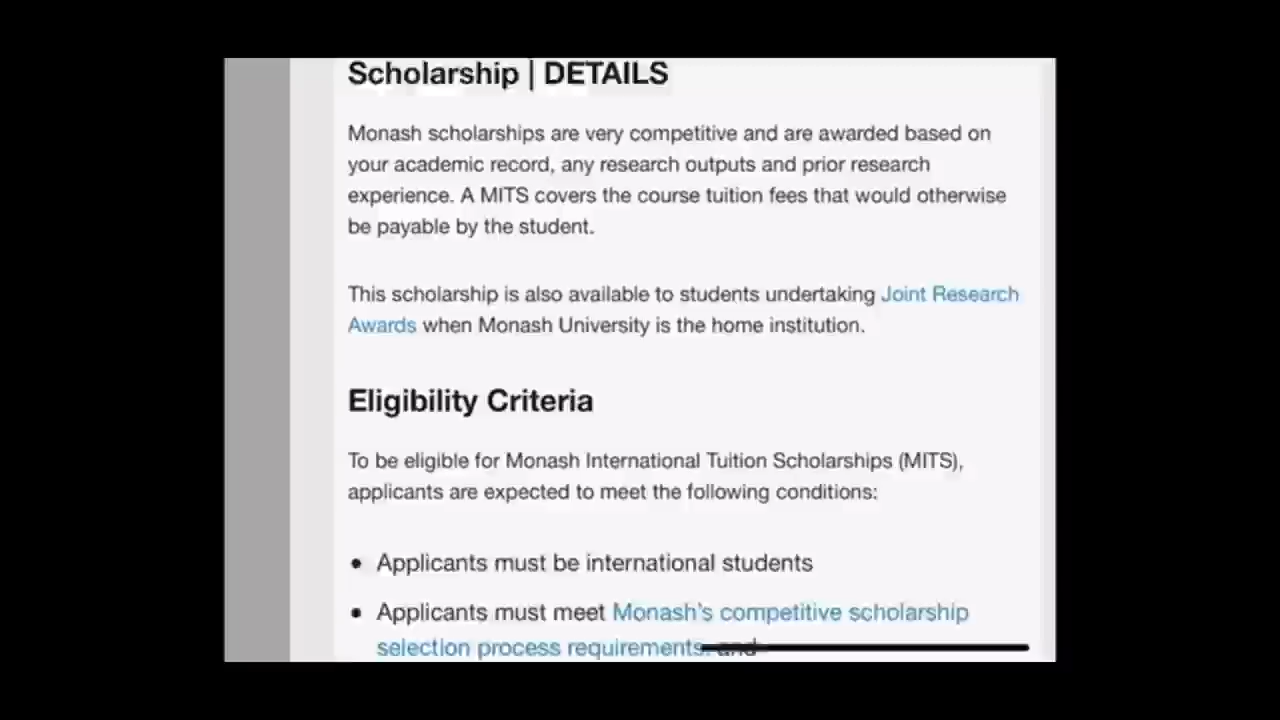 Scholarship | DETAILS
Monash scholarships are very competitive and are awarded based on
your academic record, any research outputs and prior research
experience. A MITS covers the course tuition fees that would otherwise
be payable by the student.
This scholarship is also available to students undertaking Joint Research
Awards when Monash University is the home institution.
Eligibility Criteria
To be eligible for Monash International Tuition Scholarships (MITS),
applicants are expected to meet the following conditions:
• Applicants must be international students
• Applicants must meet Monash's competitive scholarship
selection process requirements. and